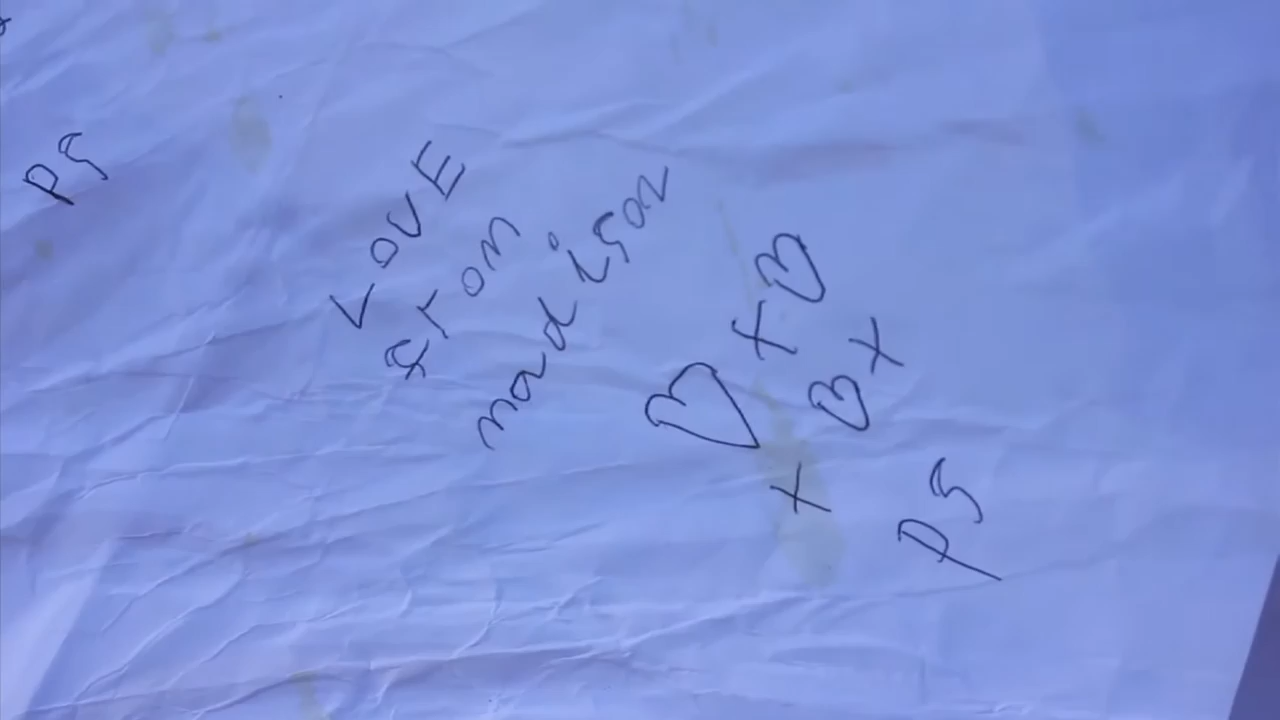 PS
LOVE
from
madison
♡ x ♡
x ♡ x
PS